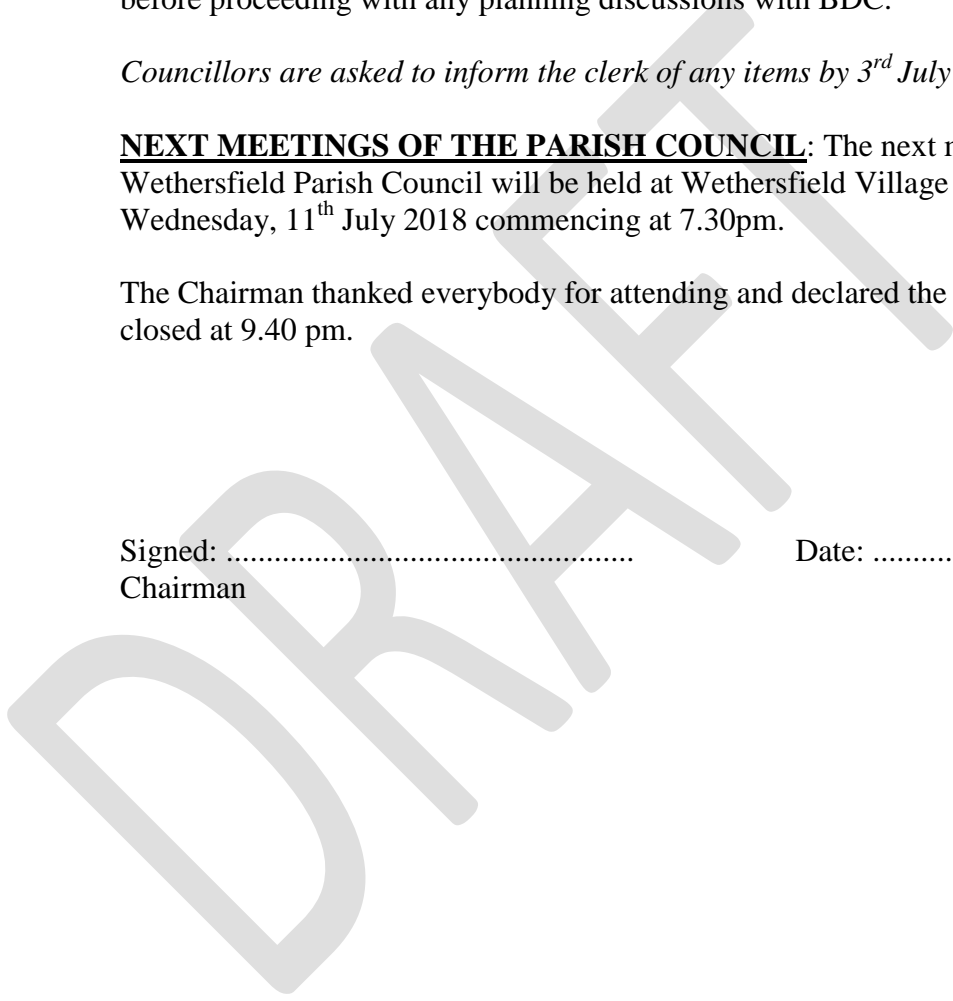 before proceeding with any planning discussions with BDC.
Councillors are asked to inform the clerk of any items by 3rd July
NEXT MEETINGS OF THE PARISH COUNCIL: The next
Wethersfield Parish Council will be held at Wethersfield Village
Wednesday, 11th July 2018 commencing at 7.30pm.
The Chairman thanked everybody for attending and declared the
closed at 9.40 pm.
Signed: ................................................... Date: ..........
Chairman
DRAFT